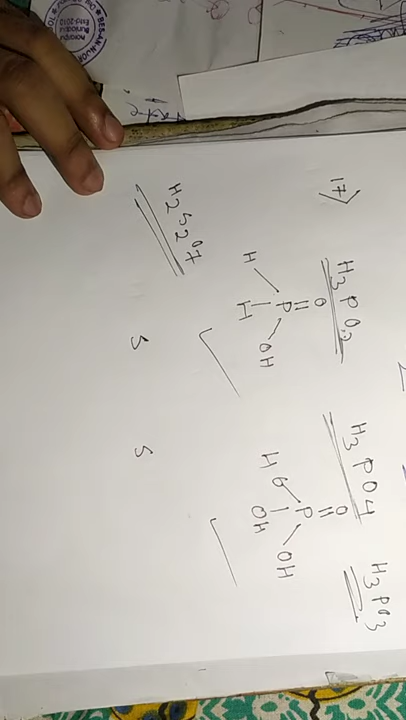 17)
H3PO2 H3PO4 H3PO3
O O
H P OH HO P OH
H OH
H2S2O7
S S